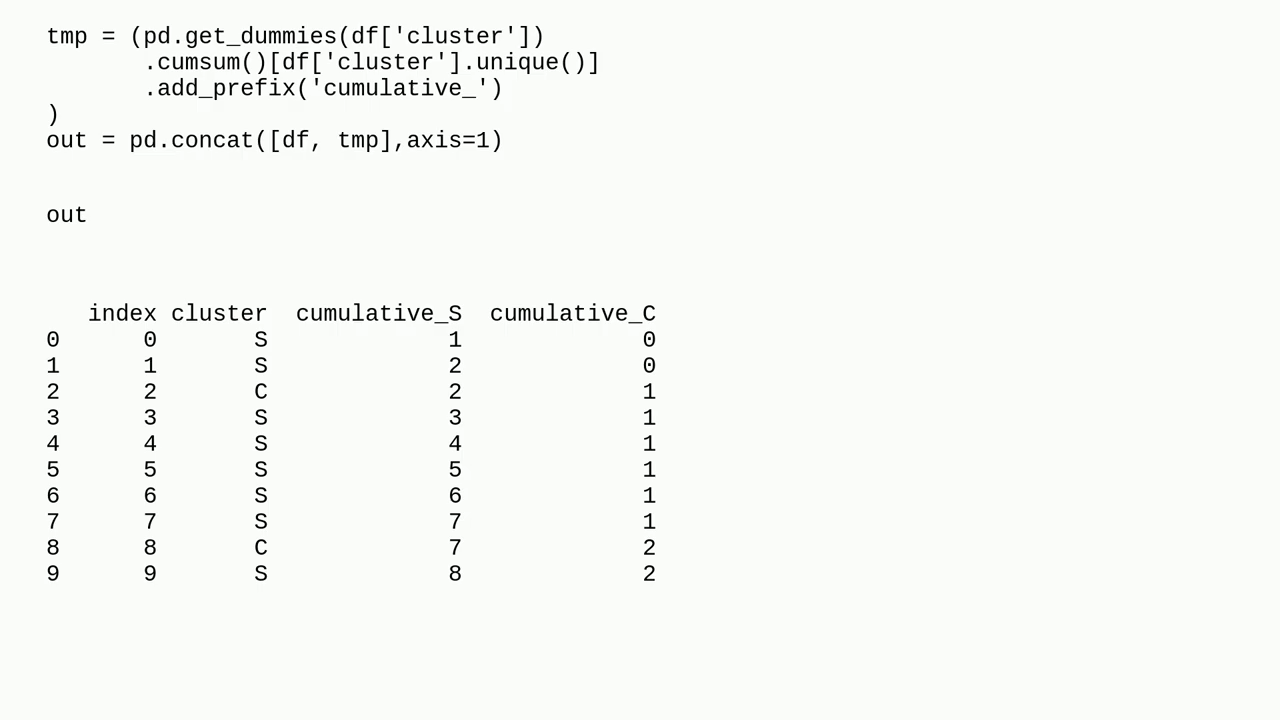 tmp = (pd.get_dummies(df['cluster'])
       .cumsum()[df['cluster'].unique()]
       .add_prefix('cumulative_')
)
out = pd.concat([df, tmp],axis=1)
out
   index cluster  cumulative_S  cumulative_C
0      0       S             1             0
1      1       S             2             0
2      2       C             2             1
3      3       S             3             1
4      4       S             4             1
5      5       S             5             1
6      6       S             6             1
7      7       S             7             1
8      8       C             7             2
9      9       S             8             2